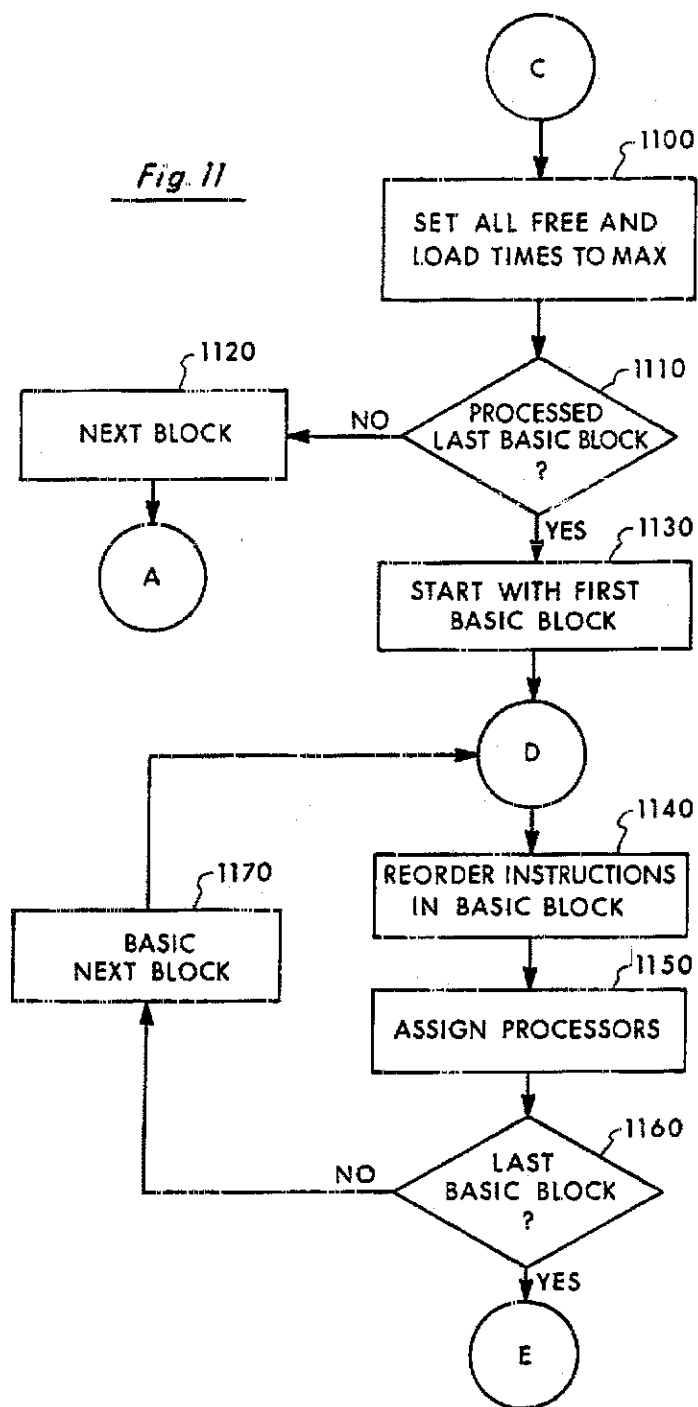 C
Fig. 11
1100
SET ALL FREE AND
LOAD TIMES TO MAX
1120
1110
NEXT BLOCK
NO
PROCESSED
LAST BASIC BLOCK
?
YES
1130
A
START WITH FIRST
BASIC BLOCK
D
1140
REORDER INSTRUCTIONS
IN BASIC BLOCK
1170
BASIC
NEXT BLOCK
1150
ASSIGN PROCESSORS
1160
NO
LAST
BASIC BLOCK
?
YES
E